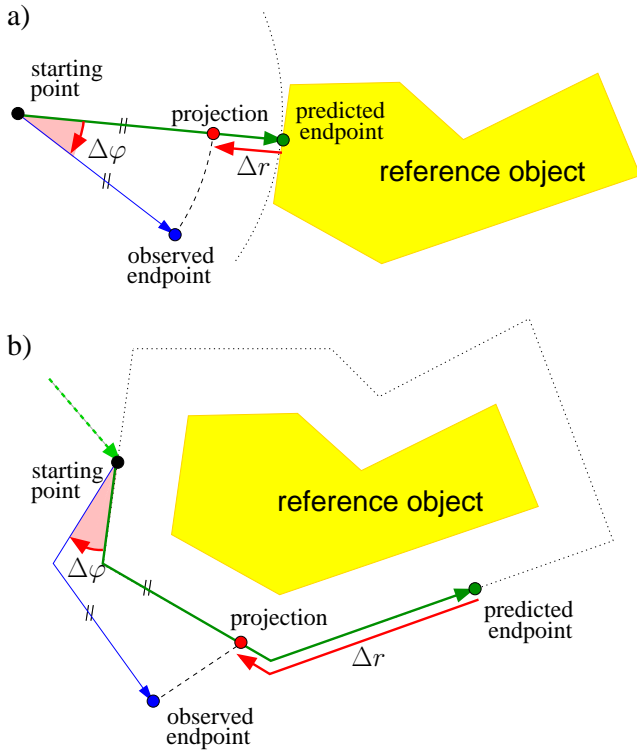 a)
starting
point
projection
predicted
endpoint
Δφ
Δr
reference object
observed
endpoint
b)
starting
point
reference object
Δφ
projection
predicted
endpoint
Δr
observed
endpoint